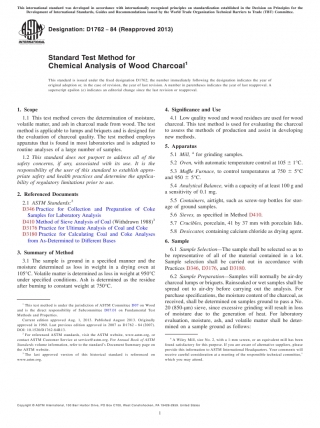 This international standard was developed in accordance with internationally recognized principles on standardization established in the Decision on Principles for the
Development of International Standards, Guides and Recommendations issued by the World Trade Organization Technical Barriers to Trade (TBT) Committee.
Designation: D1762 − 84 (Reapproved 2013)
Standard Test Method for
Chemical Analysis of Wood Charcoal1
This standard is issued under the fixed designation D1762; the number immediately following the designation indicates the year of
original adoption or, in the case of revision, the year of last revision. A number in parentheses indicates the year of last reapproval. A
superscript epsilon (ε) indicates an editorial change since the last revision or reapproval.
1. Scope
1.1 This test method covers the determination of moisture,
volatile matter, and ash in charcoal made from wood. The test
method is applicable to lumps and briquets and is designed for
the evaluation of charcoal quality. The test method employs
apparatus that is found in most laboratories and is adapted to
routine analyses of a large number of samples.
1.2 This standard does not purport to address all of the
safety concerns, if any, associated with its use. It is the
responsibility of the user of this standard to establish appro-
priate safety and health practices and determine the applica-
bility of regulatory limitations prior to use.
2. Referenced Documents
2.1 ASTM Standards:2
D346 Practice for Collection and Preparation of Coke
Samples for Laboratory Analysis
D410 Method of Sieve Analysis of Coal (Withdrawn 1988)3
D3176 Practice for Ultimate Analysis of Coal and Coke
D3180 Practice for Calculating Coal and Coke Analyses
from As-Determined to Different Bases
3. Summary of Method
3.1 The sample is ground in a specified manner and the
moisture determined as loss in weight in a drying oven at
105°C. Volatile matter is determined as loss in weight at 950°C
under specified conditions. Ash is determined as the residue
after burning to constant weight at 750°C.
1 This test method is under the jurisdiction of ASTM Committee D07 on Wood
and is the direct responsibility of Subcommittee D07.01 on Fundamental Test
Methods and Properties.
Current edition approved Aug. 1, 2013. Published August 2013. Originally
approved in 1960. Last previous edition approved in 2007 as D1762 – 84 (2007).
DOI: 10.1520/D1762-84R13.
2 For referenced ASTM standards, visit the ASTM website, www.astm.org, or
contact ASTM Customer Service at service@astm.org. For Annual Book of ASTM
Standards volume information, refer to the standard's Document Summary page on
the ASTM website.
3 The last approved version of this historical standard is referenced on
www.astm.org.
4. Significance and Use
4.1 Low quality wood and wood residues are used for wood
charcoal. This test method is used for evaluating the charcoal
to assess the methods of production and assist in developing
new methods.
5. Apparatus
5.1 Mill,4 for grinding samples.
5.2 Oven, with automatic temperature control at 105 ± 1°C.
5.3 Muffle Furnace, to control temperatures at 750 ± 5°C
and 950 ± 5°C.
5.4 Analytical Balance, with a capacity of at least 100 g and
a sensitivity of 0.1 mg.
5.5 Containers, airtight, such as screw-top bottles for stor-
age of ground samples.
5.6 Sieves, as specified in Method D410.
5.7 Crucibles, porcelain, 41 by 37 mm with porcelain lids.
5.8 Desiccators, containing calcium chloride as drying agent.
6. Sample
6.1 Sample Selection—The sample shall be selected so as to
be representative of all of the material contained in a lot.
Sample selection shall be carried out in accordance with
Practices D346, D3176, and D3180.
6.2 Sample Preparation—Samples will normally be air-dry
charcoal lumps or briquets. Rainsoaked or wet samples shall be
spread out to air-dry before carrying out the analysis. For
purchase specifications, the moisture content of the charcoal, as
received, shall be determined on samples ground to pass a No.
20 (850-µm) sieve, since excessive grinding will result in loss
of moisture due to the generation of heat. For laboratory
evaluation, moisture, ash, and volatile matter shall be deter-
mined on a sample ground as follows:
4 A Wiley mill, size No. 2, with a 1-mm screen, or an equivalent mill has been
found satisfactory for this purpose. If you are aware of alternative suppliers, please
provide this information to ASTM International Headquarters. Your comments will
receive careful consideration at a meeting of the responsible technical committee,1
which you may attend.
Copyright © ASTM International, 100 Barr Harbor Drive, PO Box C700, West Conshohocken, PA 19428-2959. United States
1